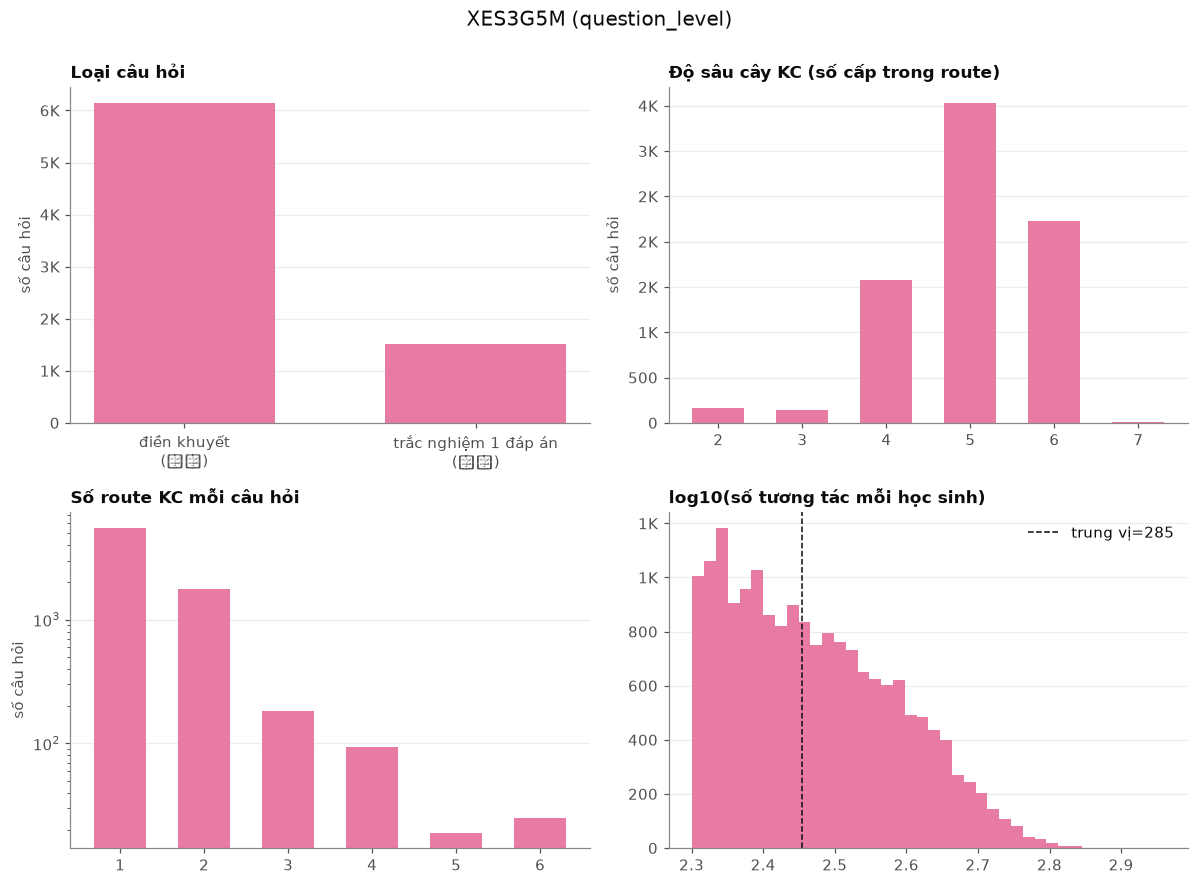 XES3G5M (question_level)
Loại câu hỏi
6K
5K
4K
3K
2K
1K
0
số câu hỏi
điền khuyết
trắc nghiệm 1 đáp án
Độ sâu cây KC (số cấp trong route)
4K
3K
2K
2K
2K
1K
500
0
số câu hỏi
2 3 4 5 6 7
Số route KC mỗi câu hỏi
10³
10²
số câu hỏi
1 2 3 4 5 6
log10(số tương tác mỗi học sinh)
1K
1K
800
600
400
200
0
trung vị=285
2.3 2.4 2.5 2.6 2.7 2.8 2.9